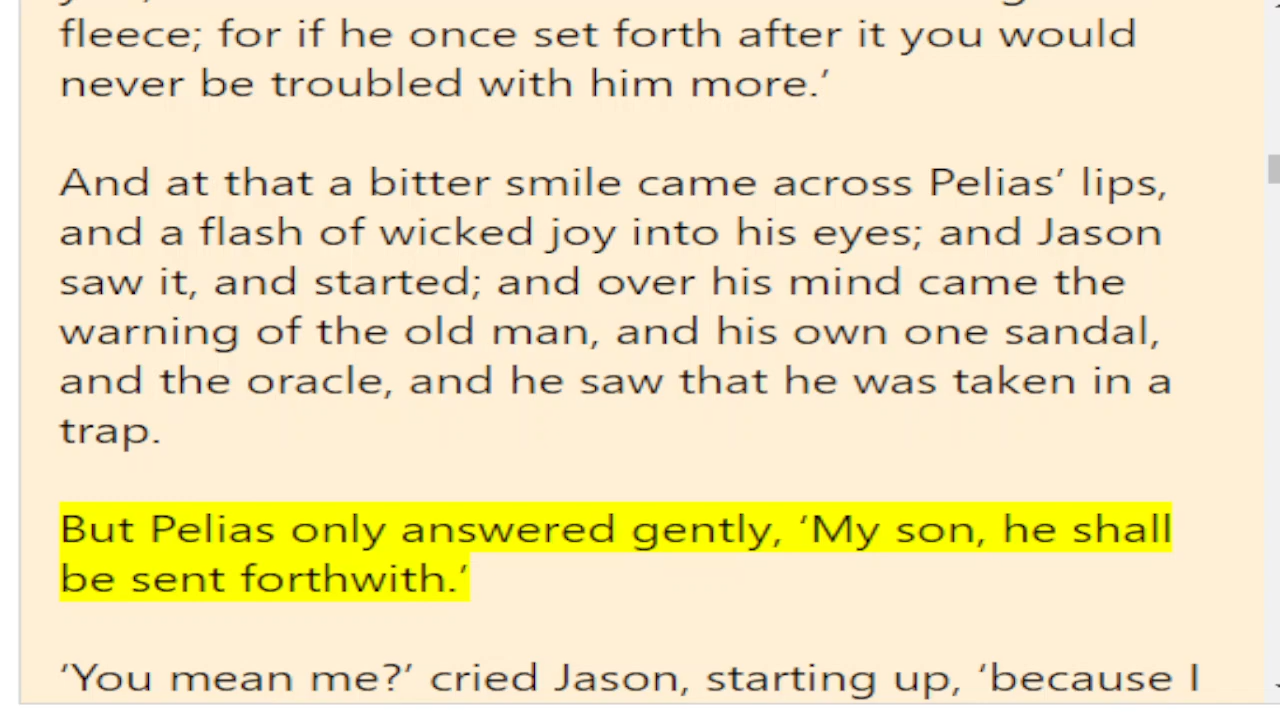 fleece; for if he once set forth after it you would
never be troubled with him more.’
And at that a bitter smile came across Pelias’ lips,
and a flash of wicked joy into his eyes; and Jason
saw it, and started; and over his mind came the
warning of the old man, and his own one sandal,
and the oracle, and he saw that he was taken in a
trap.
But Pelias only answered gently, ‘My son, he shall
be sent forthwith.’
‘You mean me?’ cried Jason, starting up, ‘because I